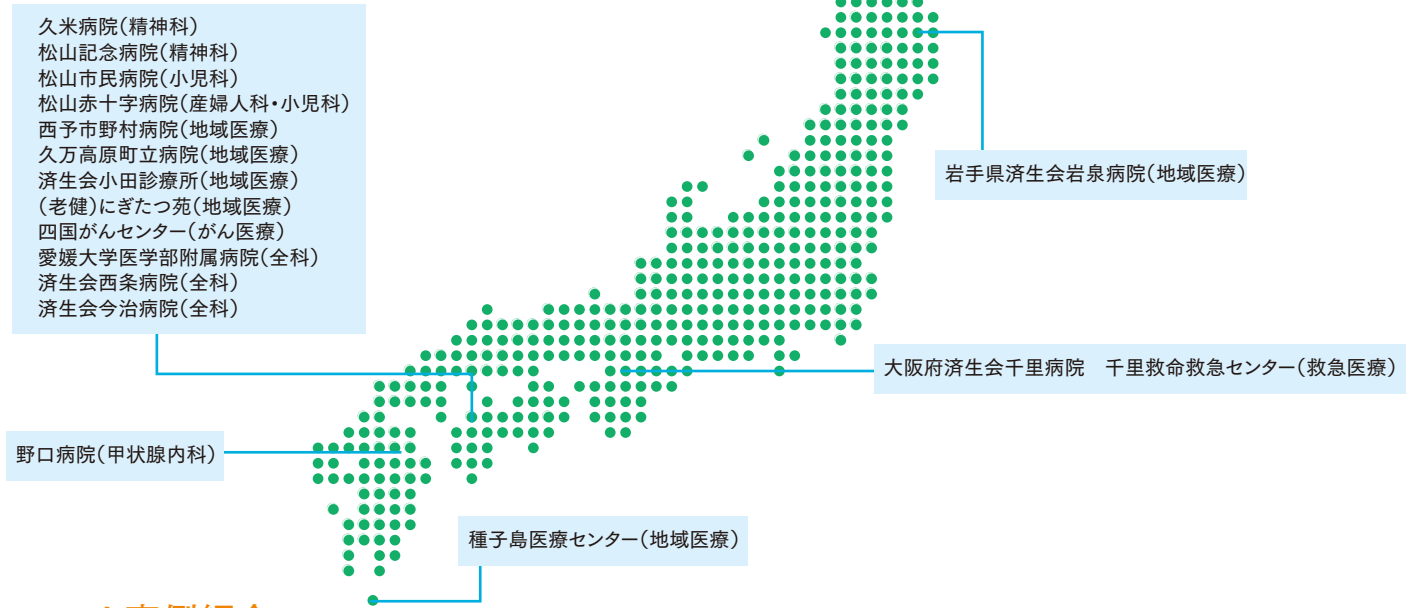 久米病院(精神科)
松山記念病院(精神科)
松山市民病院(小児科)
松山赤十字病院(産婦人科・小児科)
西予市野村病院(地域医療)
久万高原町立病院(地域医療)
済生会小田診療所(地域医療)
(老健)にぎたつ苑(地域医療)
四国がんセンター(がん医療)
愛媛大学医学部附属病院(全科)
済生会西条病院(全科)
済生会今治病院(全科)
岩手県済生会岩泉病院(地域医療)
大阪府済生会千里病院　千里救命救急センター(救急医療)
野口病院(甲状腺内科)
種子島医療センター(地域医療)